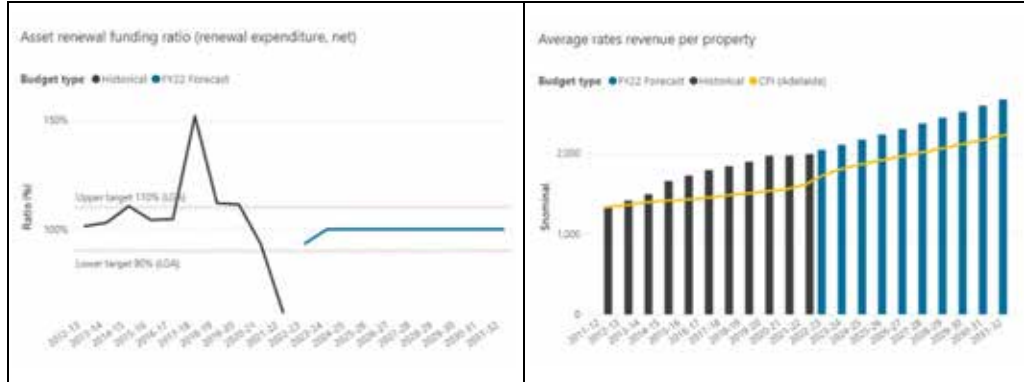 Asset renewal funding ratio (renewal expenditure, net)
Budget type Historical FY22 Forecast
150%
Upper target 110% (LGA)
100%
Lower target 90% (LGA)
Ratio (%)
2012-13 2013-14 2014-15 2015-16 2016-17 2017-18 2018-19 2019-20 2020-21 2021-22 2022-23 2023-24 2024-25 2025-26 2026-27 2027-28 2028-29 2029-30 2030-31 2031-32
Average rates revenue per property
Budget type FY22 Forecast Historical CPI (Adelaide)
2,000
1,000
0
$nominal
2011-12 2012-13 2013-14 2014-15 2015-16 2016-17 2017-18 2018-19 2019-20 2020-21 2021-22 2022-23 2023-24 2024-25 2025-26 2026-27 2027-28 2028-29 2029-30 2030-31 2031-32